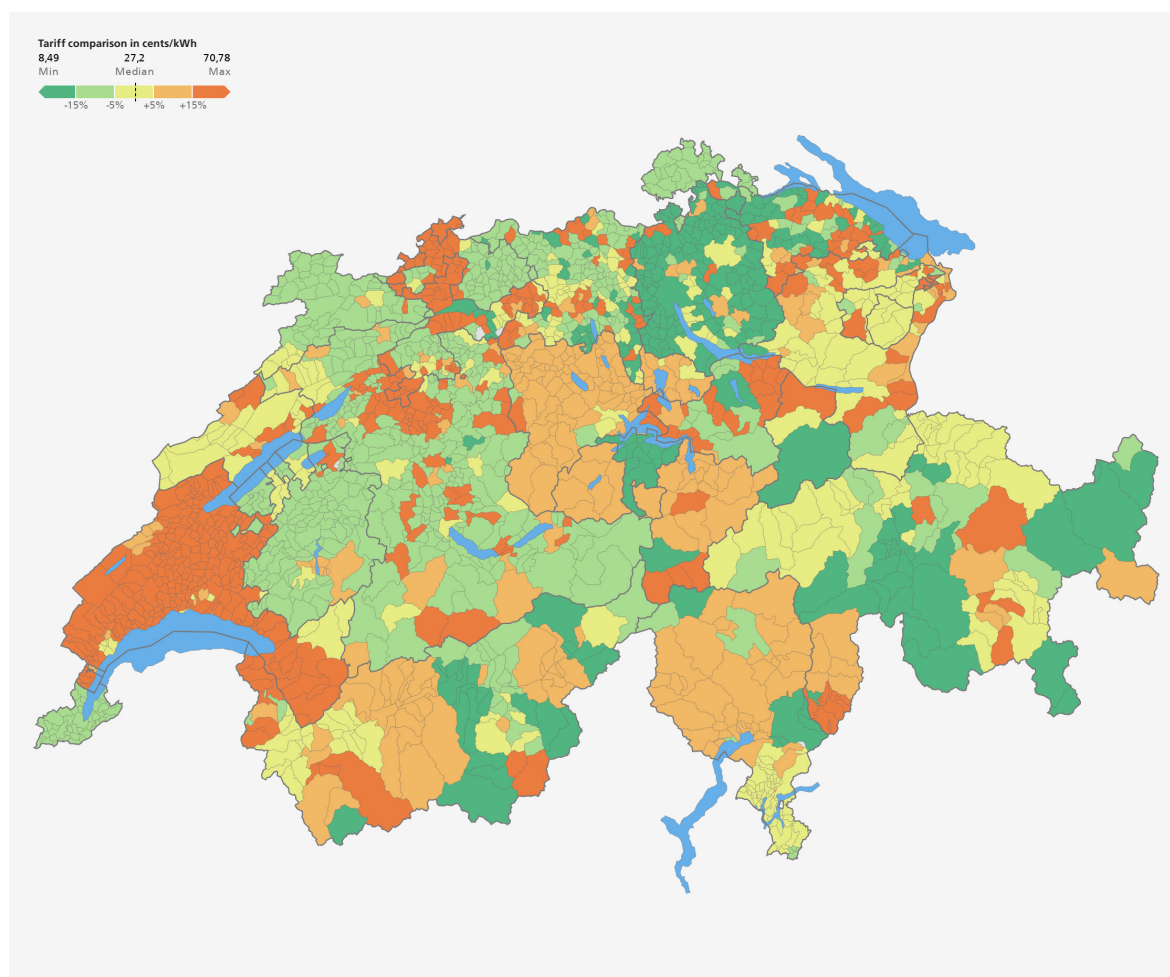 Tariff comparison in cents/kWh
8,49 27,2 70,78
Min Median Max
-15% -5% +5% +15%